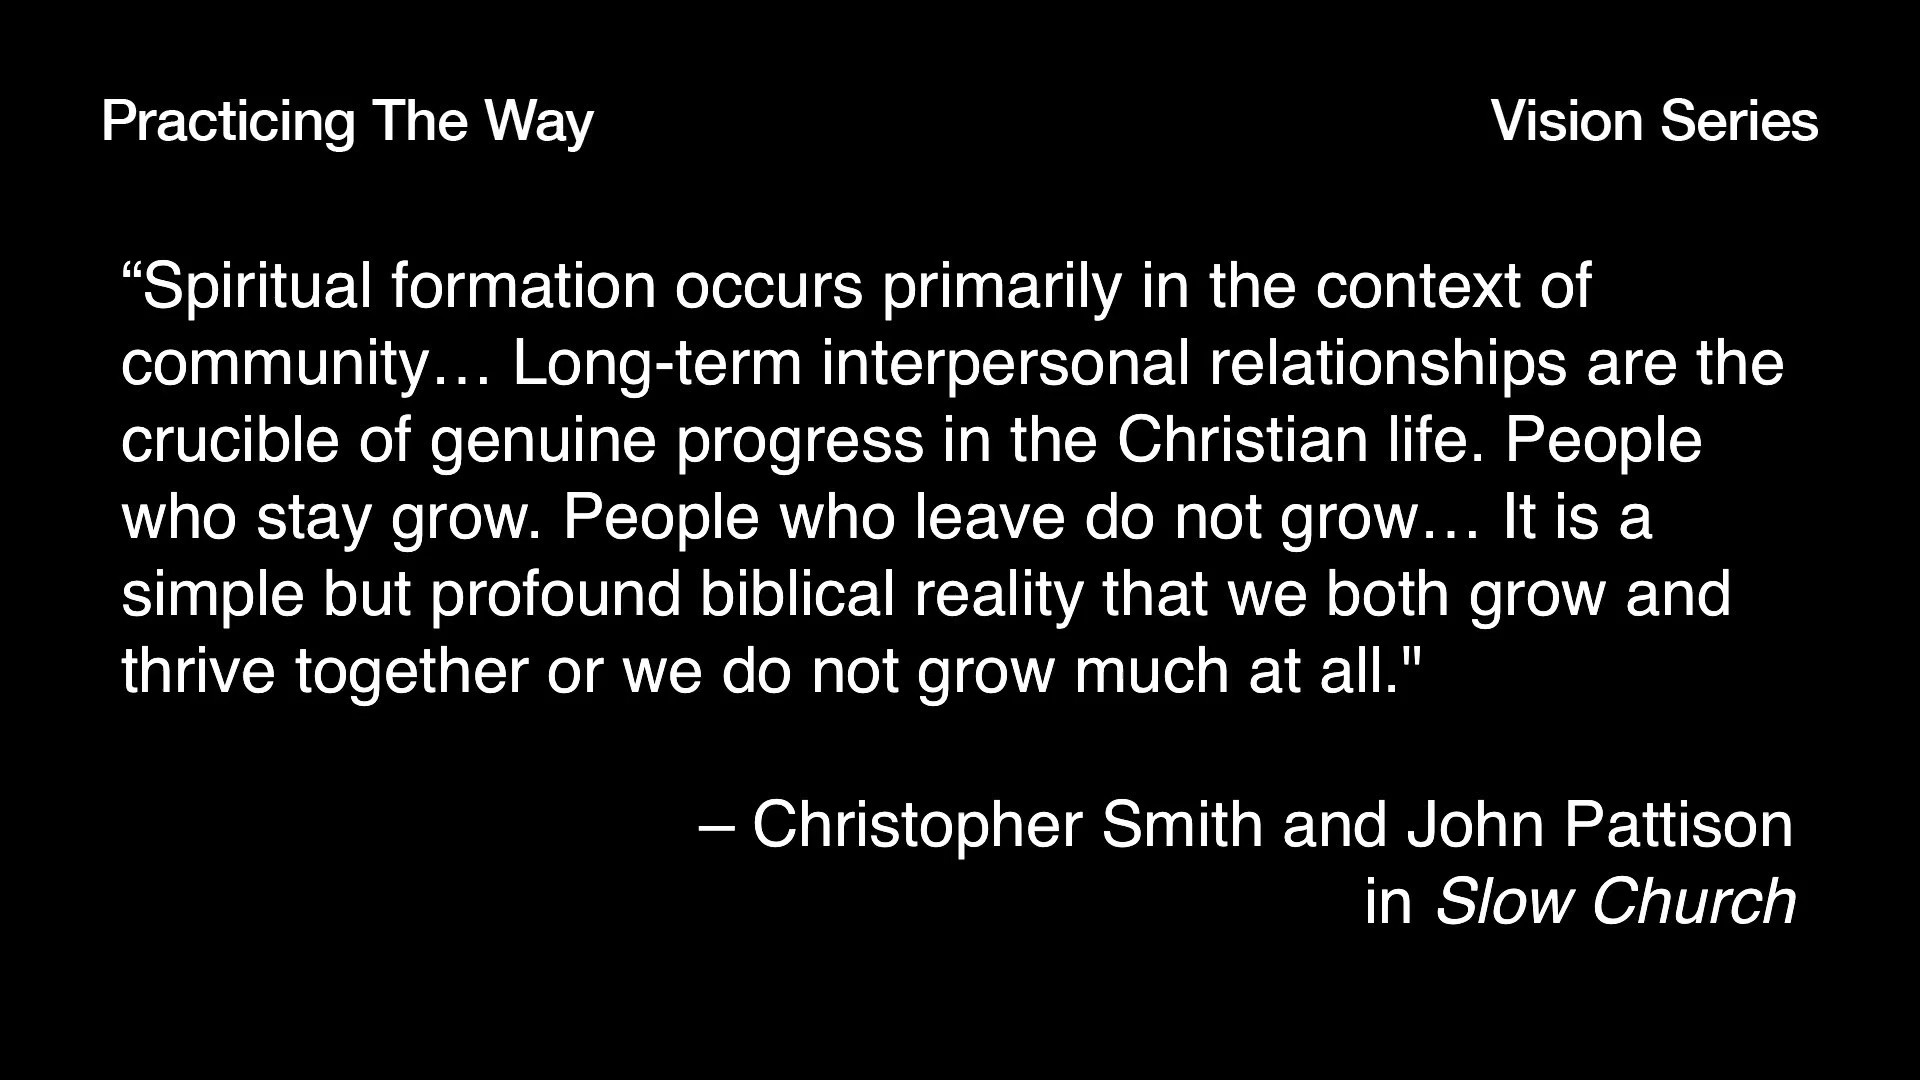 Practicing The Way
Vision Series
“Spiritual formation occurs primarily in the context of
community… Long-term interpersonal relationships are the
crucible of genuine progress in the Christian life. People
who stay grow. People who leave do not grow… It is a
simple but profound biblical reality that we both grow and
thrive together or we do not grow much at all."
– Christopher Smith and John Pattison
in Slow Church